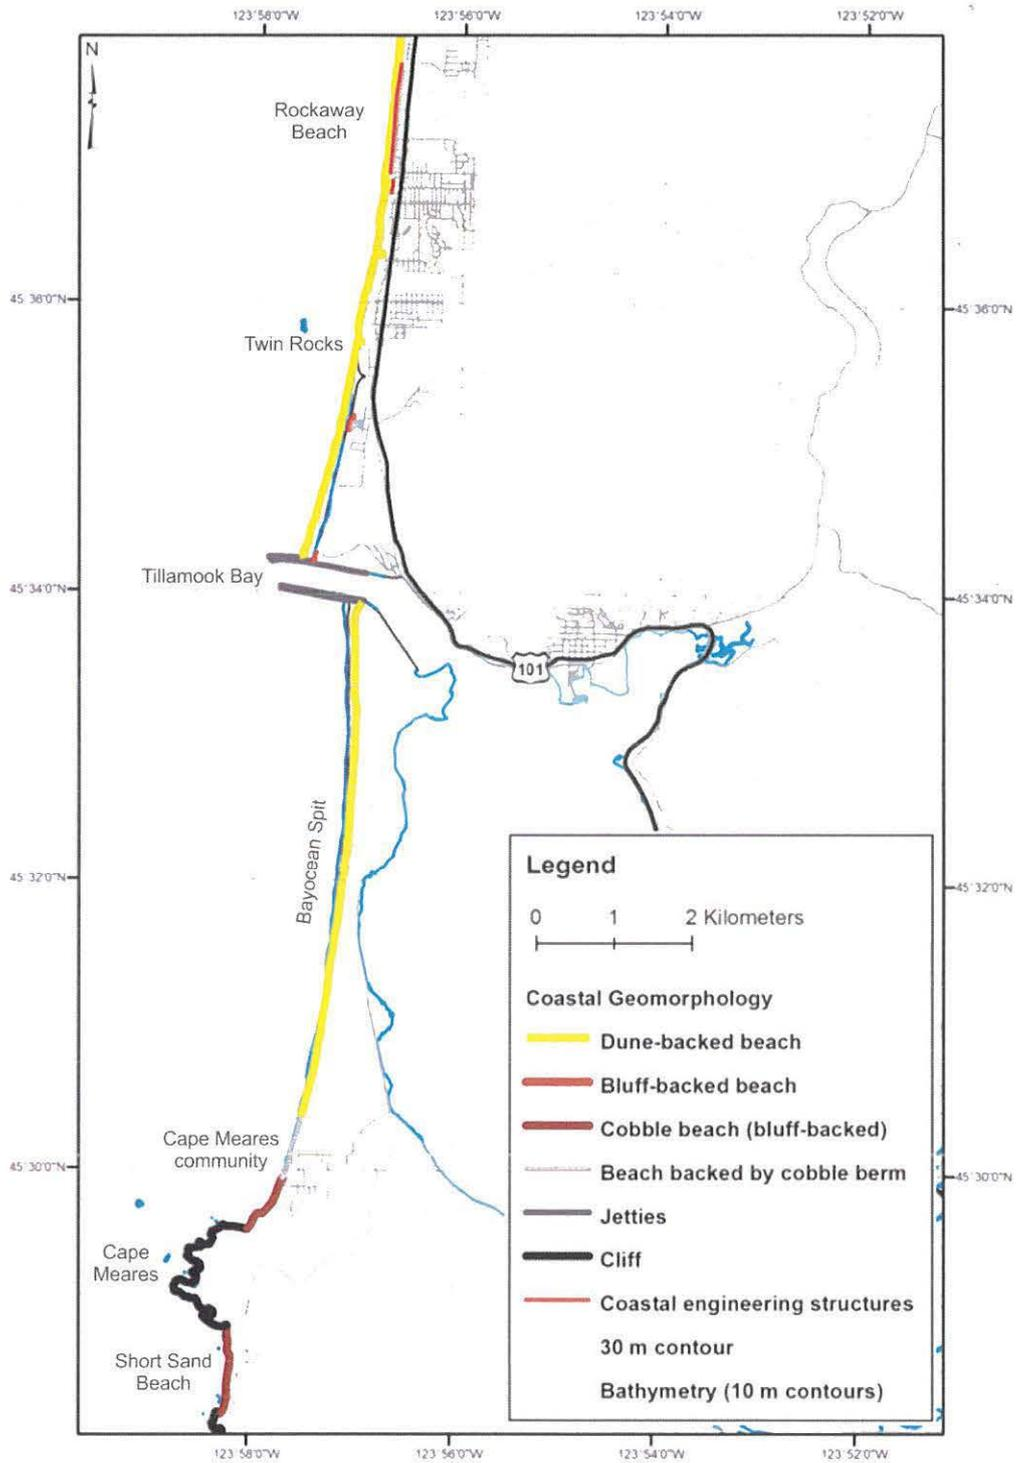 123°58'0"W
123°56'0"W
123°54'0"W
123°52'0"W
N
Rockaway
Beach
45°36'0"N
45°36'0"N
Twin Rocks
Tillamook Bay
45°34'0"N
45°34'0"N
101
Bayocean Spit
45°32'0"N
45°32'0"N
Legend
0 1 2 Kilometers
Coastal Geomorphology
Dune-backed beach
Bluff-backed beach
Cobble beach (bluff-backed)
Beach backed by cobble berm
Jetties
Cliff
Coastal engineering structures
30 m contour
Bathymetry (10 m contours)
Cape Meares
community
45°30'0"N
45°30'0"N
Cape
Meares
Short Sand
Beach
123°58'0"W
123°56'0"W
123°54'0"W
123°52'0"W